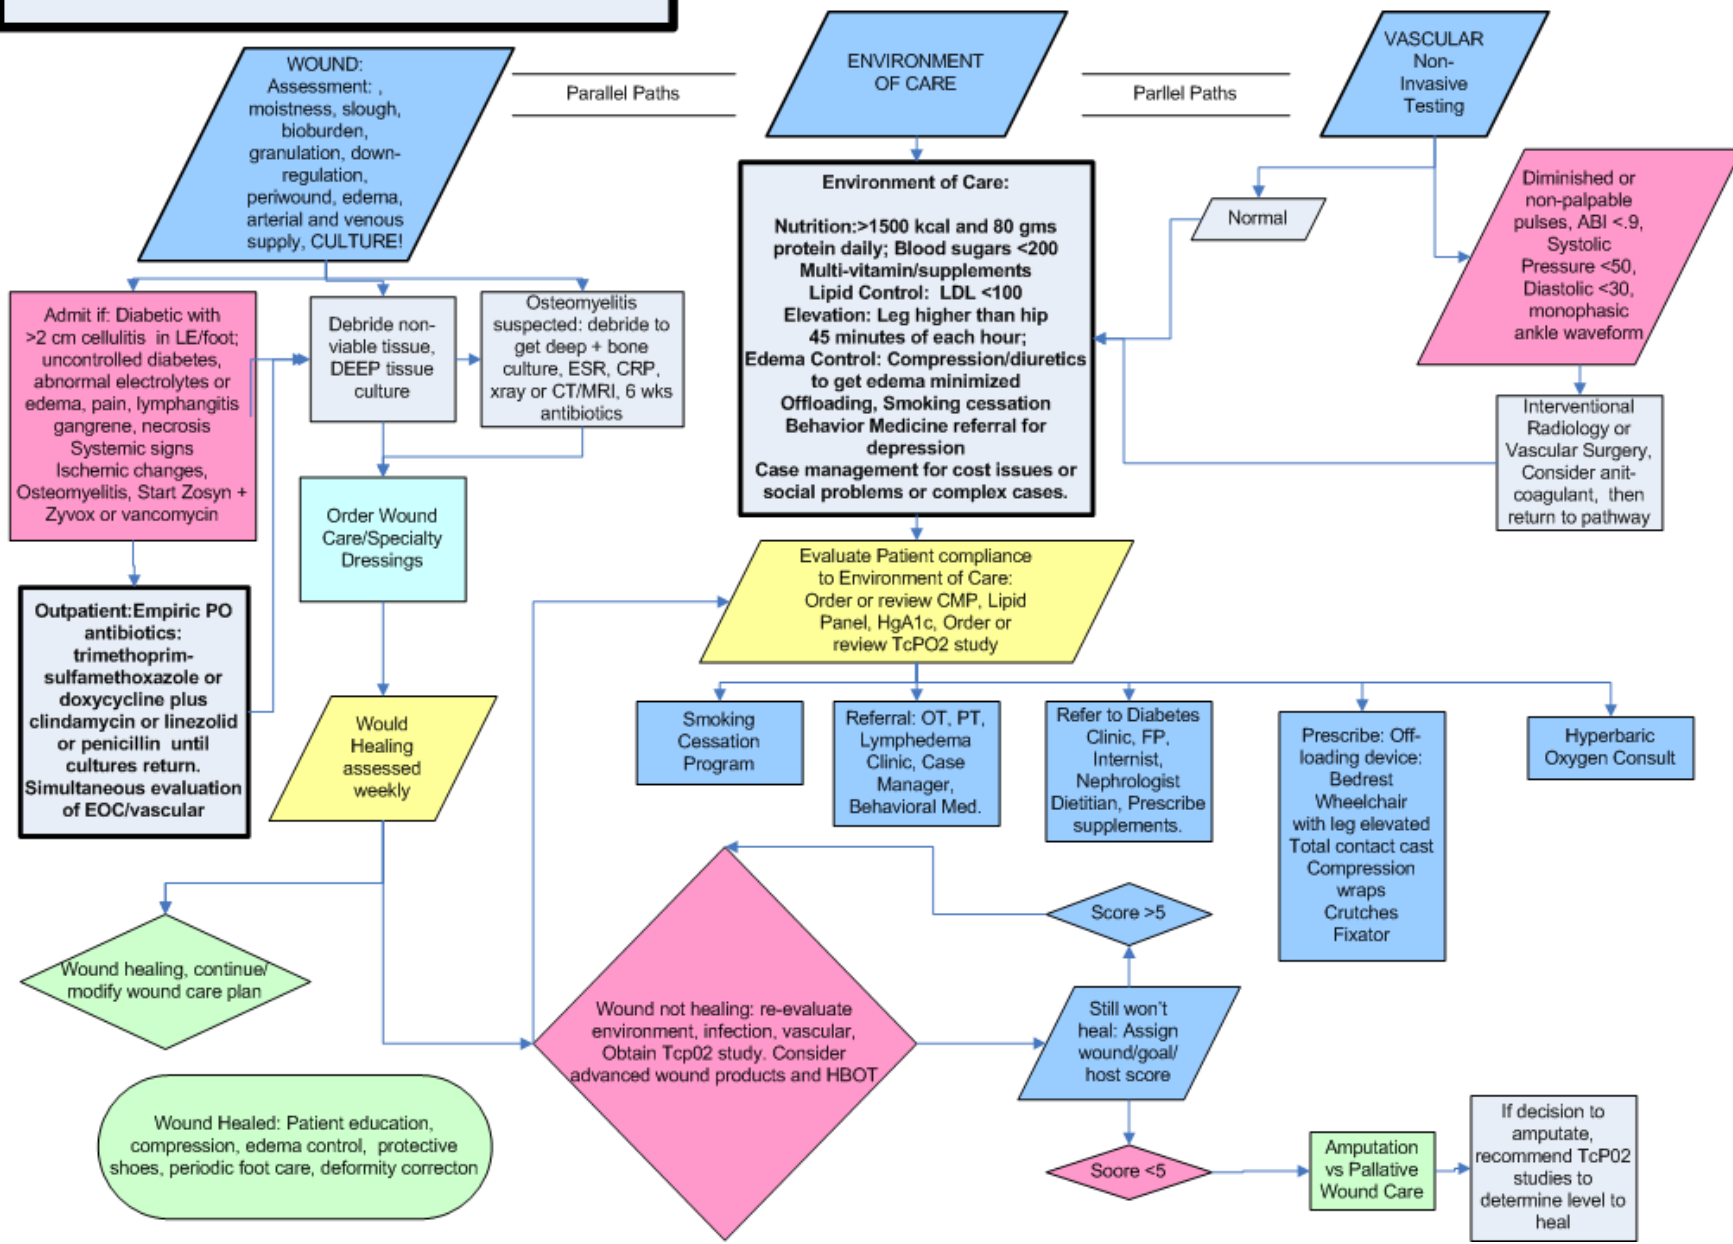 WOUND:
Assessment: ,
moistness, slough,
bioburden,
granulation, down-
regulation,
periwound, edema,
arterial and venous
supply, CULTURE!
Parallel Paths
ENVIRONMENT
OF CARE
Parllel Paths
VASCULAR
Non-
Invasive
Testing
Normal
Diminished or
non-palpable
pulses, ABI <.9,
Systolic
Pressure <50,
Diastolic <30,
monophasic
ankle waveform
Environment of Care:
Nutrition:>1500 kcal and 80 gms
protein daily; Blood sugars <200
Multi-vitamin/supplements
Lipid Control:  LDL <100
Elevation: Leg higher than hip
45 minutes of each hour;
Edema Control: Compression/diuretics
to get edema minimized
Offloading, Smoking cessation
Behavior Medicine referral for
depression
Case management for cost issues or
social problems or complex cases.
Admit if: Diabetic with
>2 cm cellulitis  in LE/foot;
uncontrolled diabetes,
abnormal electrolytes or
edema, pain, lymphangitis
gangrene, necrosis
Systemic signs
Ischemic changes,
Osteomyelitis, Start Zosyn +
Zyvox or vancomycin
Debride non-
viable tissue,
DEEP tissue
culture
Osteomyelitis
suspected: debride to
get deep + bone
culture, ESR, CRP,
xray or CT/MRI, 6 wks
antibiotics
Interventional
Radiology or
Vascular Surgery,
Consider anit-
coagulant,  then
return to pathway
Order Wound
Care/Specialty
Dressings
Evaluate Patient compliance
to Environment of Care:
Order or review CMP, Lipid
Panel, HgA1c, Order or
review TcPO2 study
Outpatient:Empiric PO
antibiotics:
trimethoprim-
sulfamethoxazole or
doxycycline plus
clindamycin or linezolid
or penicillin  until
cultures return.
Simultaneous evaluation
of EOC/vascular
Would
Healing
assessed
weekly
Smoking
Cessation
Program
Referral: OT, PT,
Lymphedema
Clinic, Case
Manager,
Behavioral Med.
Refer to Diabetes
Clinic, FP,
Internist,
Nephrologist
Dietitian, Prescribe
supplements.
Prescribe: Off-
loading device:
Bedrest
Wheelchair
with leg elevated
Total contact cast
Compression
wraps
Crutches
Fixator
Hyperbaric
Oxygen Consult
Score >5
Wound healing, continue/
modify wound care plan
Wound not healing: re-evaluate
environment, infection, vascular,
Obtain Tcp02 study. Consider
advanced wound products and HBOT
Still won't
heal: Assign
wound/goal/
host score
Wound Healed: Patient education,
compression, edema control,  protective
shoes, periodic foot care, deformity correcton
Soore <5
Amputation
vs Pallative
Wound Care
If decision to
amputate,
recommend TcP02
studies to
determine level to
heal